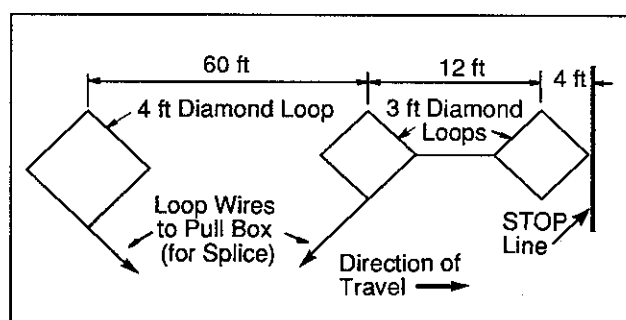 60 ft
12 ft
4 ft
4 ft Diamond Loop
3 ft Diamond
Loops
Loop Wires
to Pull Box
(for Splice)
STOP
Line
Direction of
Travel